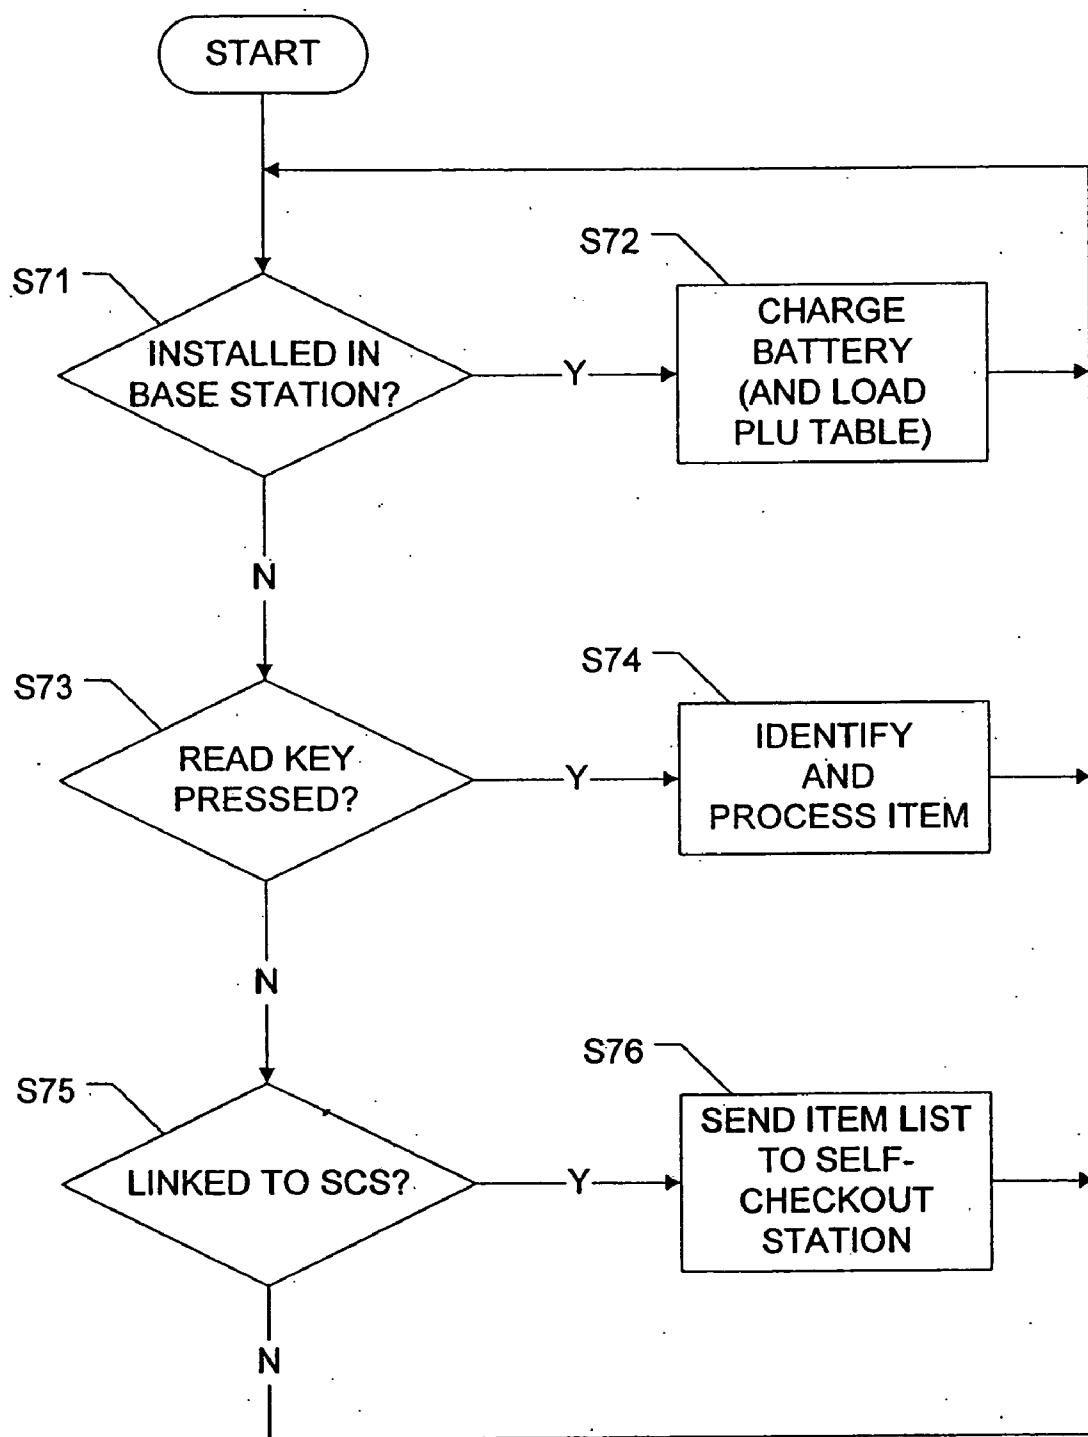 START
S71
INSTALLED IN
BASE STATION?
Y
S72
CHARGE
BATTERY
(AND LOAD
PLU TABLE)
N
S73
READ KEY
PRESSED?
Y
S74
IDENTIFY
AND
PROCESS ITEM
N
S75
LINKED TO SCS?
Y
S76
SEND ITEM LIST
TO SELF-
CHECKOUT
STATION
N